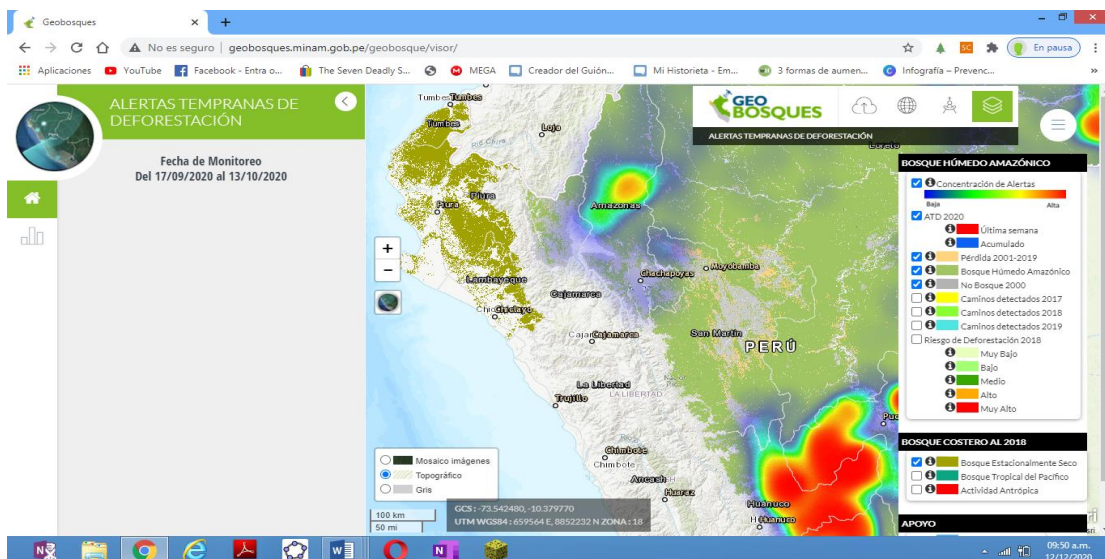 Geobosques
No es seguro | geobosques.minam.gob.pe/geobosque/visor/
SC
En pausa
Aplicaciones
YouTube
Facebook - Entra o...
The Seven Deadly S...
MEGA
Creador del Guión...
Mi Historieta - Em...
3 formas de aumen...
Infografía – Prevenc...
ALERTAS TEMPRANAS DE
DEFORESTACIÓN
Fecha de Monitoreo
Del 17/09/2020 al 13/10/2020
GEO
BOSQUES
ALERTAS TEMPRANAS DE DEFORESTACIÓN
Tumbes
Tumbes
Loja
Loreto
Piura
Piura
Amazonas
Lambayeque
Chachapoyas
Moyobamba
Cajamarca
Chiclayo
Cajamarca
San Martín
PERÚ
La Libertad
LA LIBERTAD
Trujillo
Chimbote
Chimbote
Ancash
Huaraz
Huanuco
Huanuco
+
−
Mosaico imágenes
Topográfico
Gris
100 km
50 mi
GCS : -73.542480, -10.379770
UTM WGS84 : 659564 E, 8852232 N ZONA : 18
BOSQUE HÚMEDO AMAZÓNICO
Concentración de Alertas
Baja Alta
ATD 2020
Última semana
Acumulado
Pérdida 2001-2019
Bosque Húmedo Amazónico
No Bosque 2000
Caminos detectados 2017
Caminos detectados 2018
Caminos detectados 2019
Riesgo de Deforestación 2018
Muy Bajo
Bajo
Medio
Alto
Muy Alto
BOSQUE COSTERO AL 2018
Bosque Estacionalmente Seco
Bosque Tropical del Pacífico
Actividad Antrópica
APOYO
09:50 a.m.
12/12/2020